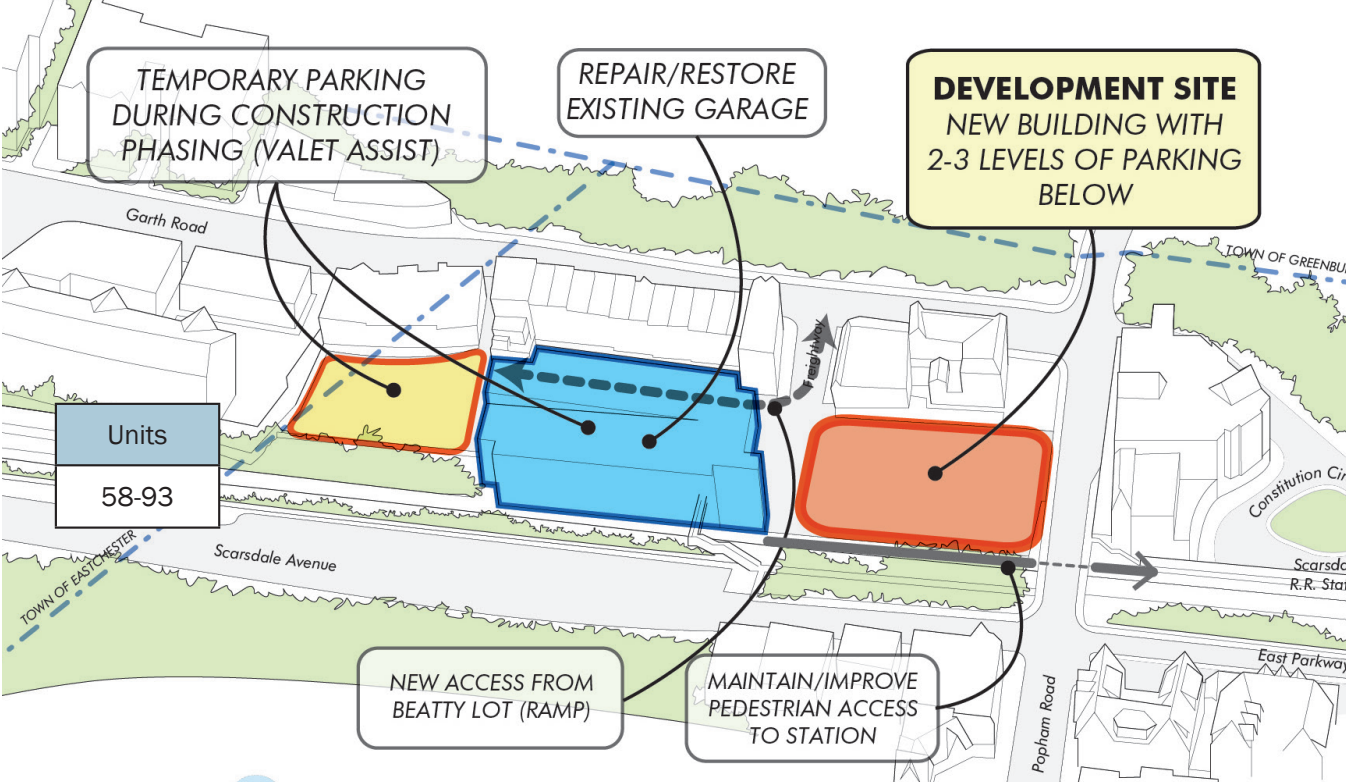 TEMPORARY PARKING
DURING CONSTRUCTION
PHASING (VALET ASSIST)
REPAIR/RESTORE
EXISTING GARAGE
DEVELOPMENT SITE
NEW BUILDING WITH
2-3 LEVELS OF PARKING
BELOW
Garth Road
TOWN OF GREENBU
Freightway
Units
58-93
Constitution Cir
Scarsdale Avenue
TOWN OF EASTCHESTER
Scarsda
R.R. Stat
East Parkway
NEW ACCESS FROM
BEATTY LOT (RAMP)
MAINTAIN/IMPROVE
PEDESTRIAN ACCESS
TO STATION
Popham Road